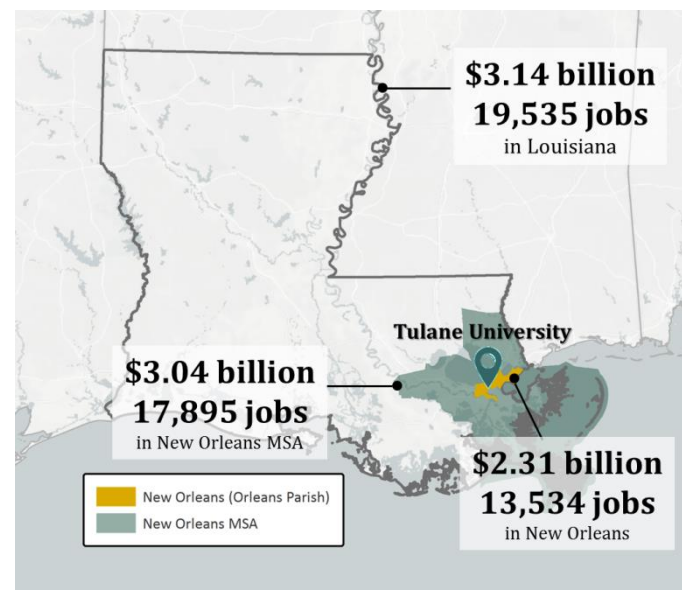 $3.14 billion
19,535 jobs
in Louisiana
Tulane University
$3.04 billion
17,895 jobs
in New Orleans MSA
$2.31 billion
13,534 jobs
in New Orleans
New Orleans (Orleans Parish)
New Orleans MSA